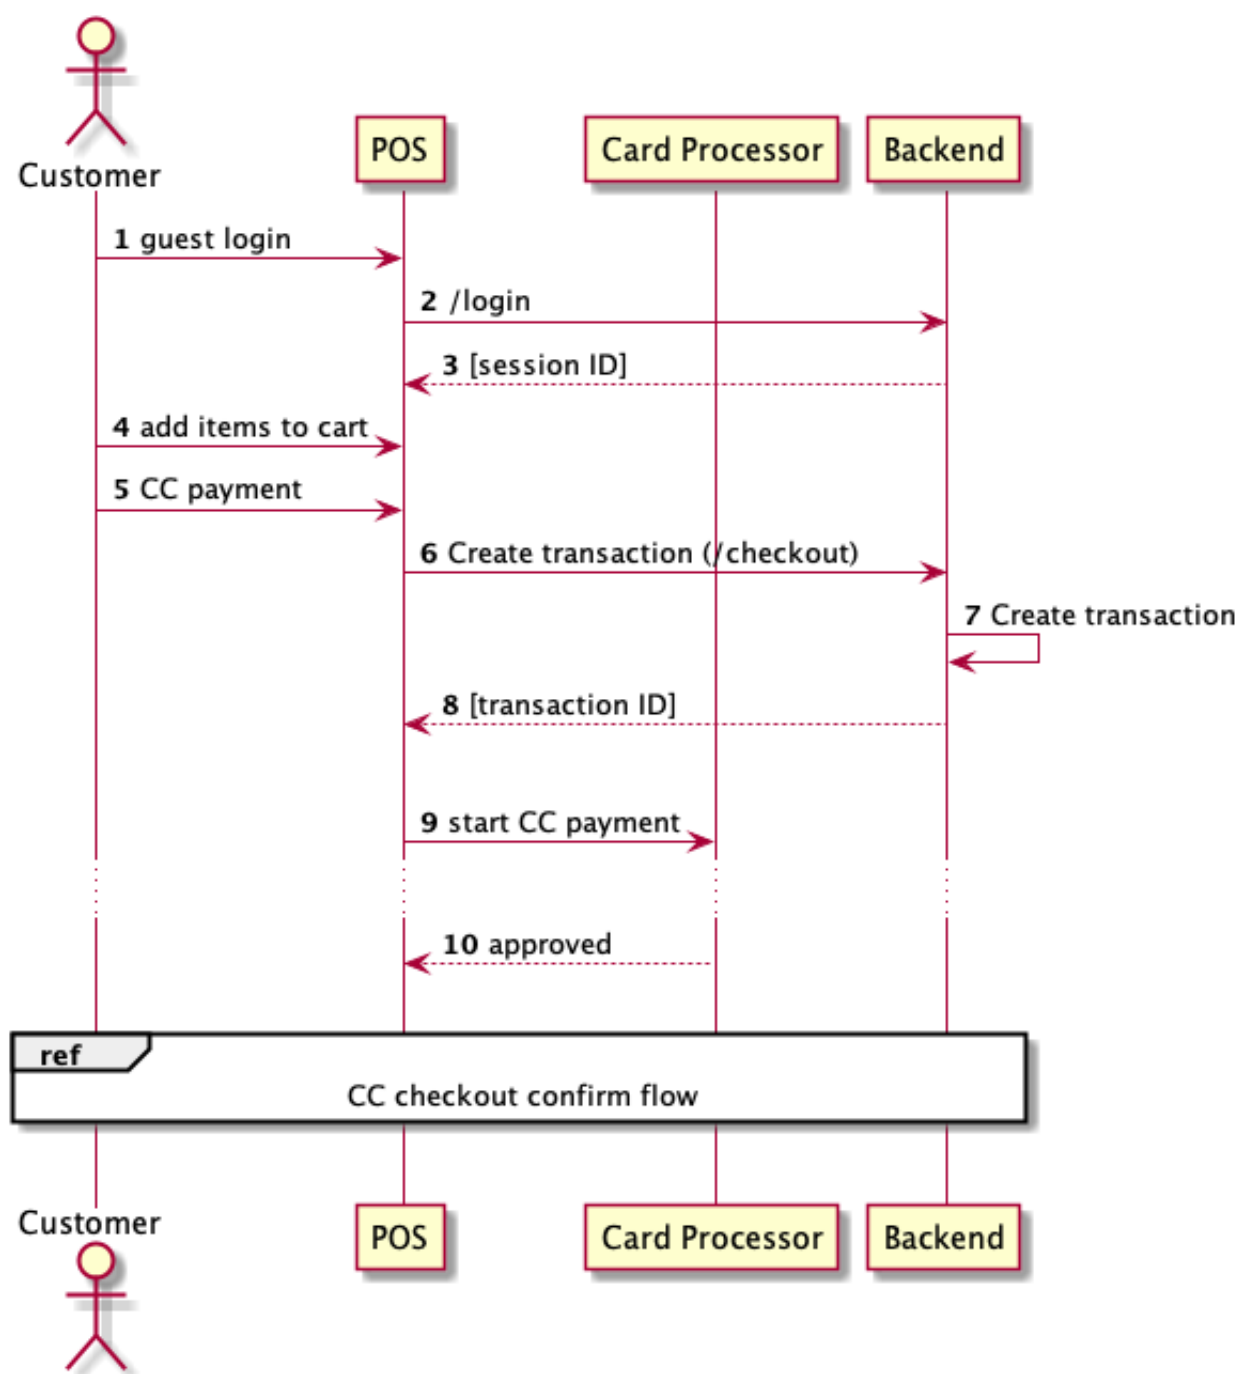 Customer
POS
Card Processor
Backend
1 guest login
2 /login
3 [session ID]
4 add items to cart
5 CC payment
6 Create transaction (/checkout)
7 Create transaction
8 [transaction ID]
9 start CC payment
10 approved
ref
CC checkout confirm flow
Customer
POS
Card Processor
Backend